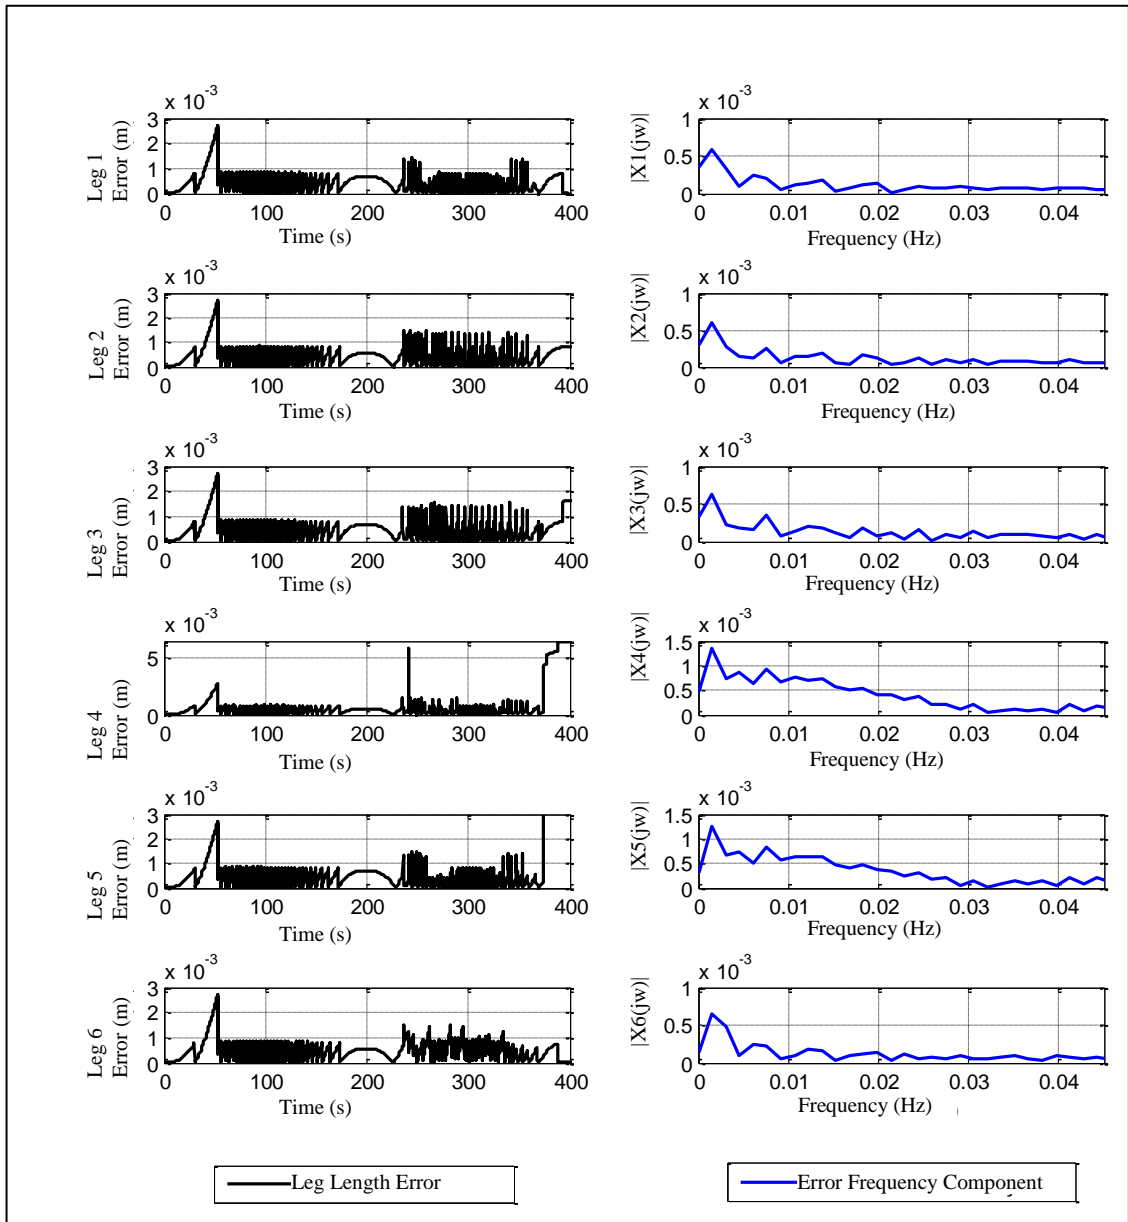 x 10-3
3
2
1
0
Leg 1
Error (m)
0 100 200 300 400
Time (s)
x 10-3
1
0.5
0
|X1(jw)|
0 0.01 0.02 0.03 0.04
Frequency (Hz)
x 10-3
3
2
1
0
Leg 2
Error (m)
0 100 200 300 400
Time (s)
x 10-3
1
0.5
0
|X2(jw)|
0 0.01 0.02 0.03 0.04
Frequency (Hz)
x 10-3
3
2
1
0
Leg 3
Error (m)
0 100 200 300 400
Time (s)
x 10-3
1
0.5
0
|X3(jw)|
0 0.01 0.02 0.03 0.04
Frequency (Hz)
x 10-3
5
0
Leg 4
Error (m)
0 100 200 300 400
Time (s)
x 10-3
1.5
1
0.5
0
|X4(jw)|
0 0.01 0.02 0.03 0.04
Frequency (Hz)
x 10-3
3
2
1
0
Leg 5
Error (m)
0 100 200 300 400
Time (s)
x 10-3
1.5
1
0.5
0
|X5(jw)|
0 0.01 0.02 0.03 0.04
Frequency (Hz)
x 10-3
3
2
1
0
Leg 6
Error (m)
0 100 200 300 400
Time (s)
x 10-3
1
0.5
0
|X6(jw)|
0 0.01 0.02 0.03 0.04
Frequency (Hz)
Leg Length Error
Error Frequency Component